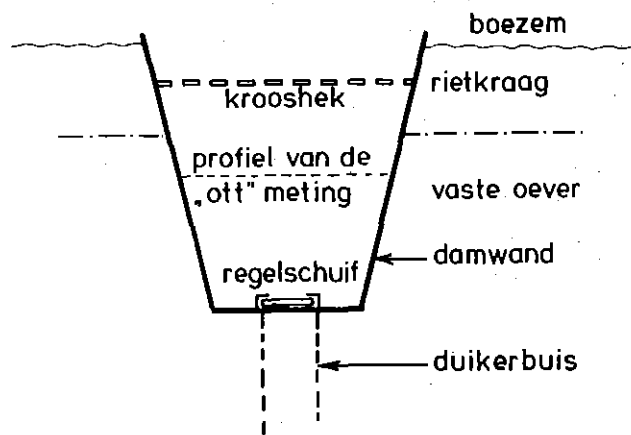 boezem
krooshek
rietkraag
profiel van de
„ott” meting
vaste oever
damwand
regelschuif
duikerbuis